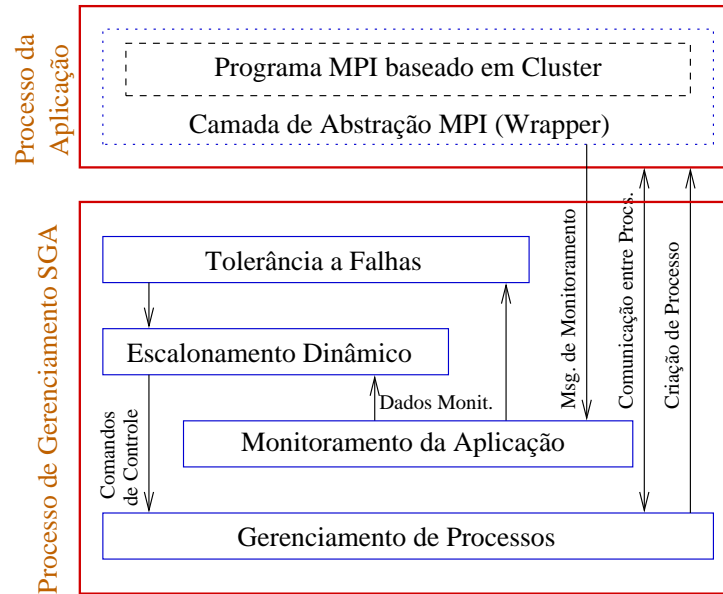 Processo da
Aplicação
Programa MPI baseado em Cluster
Camada de Abstração MPI (Wrapper)
Processo de Gerenciamento SGA
Tolerância a Falhas
Escalonamento Dinâmico
Dados Monit.
Monitoramento da Aplicação
Comandos
de Controle
Gerenciamento de Processos
Msg. de Monitoramento
Comunicação entre Procs.
Criação de Processo